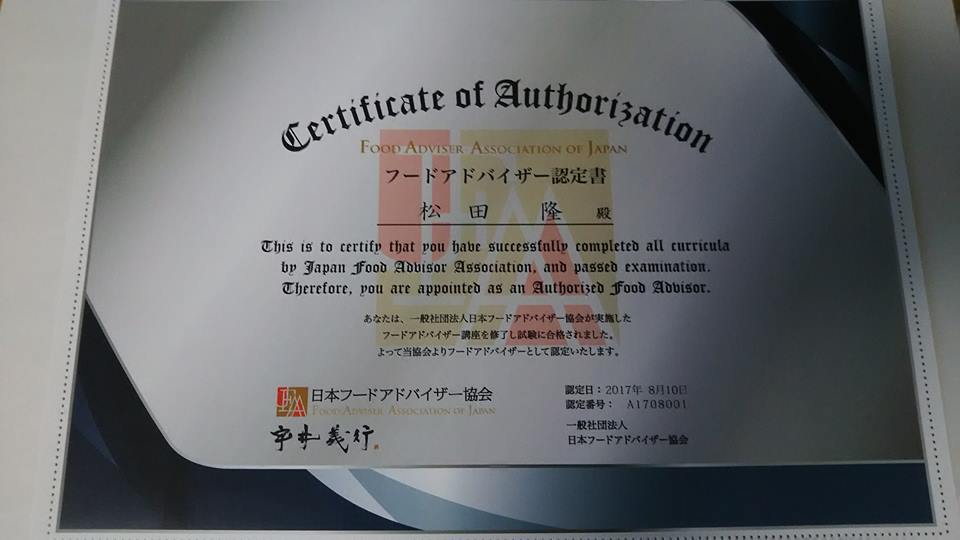 Certificate of Authorization
FOOD ADVISER ASSOCIATION OF JAPAN
フードアドバイザー認定書
松田 隆 殿
This is to certify that you have successfully completed all curricula
by Japan Food Advisor Association, and passed examination.
Therefore, you are appointed as an Authorized Food Advisor.
あなたは、一般社団法人日本フードアドバイザー協会が実施した
フードアドバイザー講座を修了し試験に合格されました。
よって当協会よりフードアドバイザーとして認定いたします。
日本フードアドバイザー協会
FOOD ADVISER ASSOCIATION OF JAPAN
宇井義行
認定日：2017年 8月10日
認定番号： A1708001
一般社団法人
日本フードアドバイザー協会